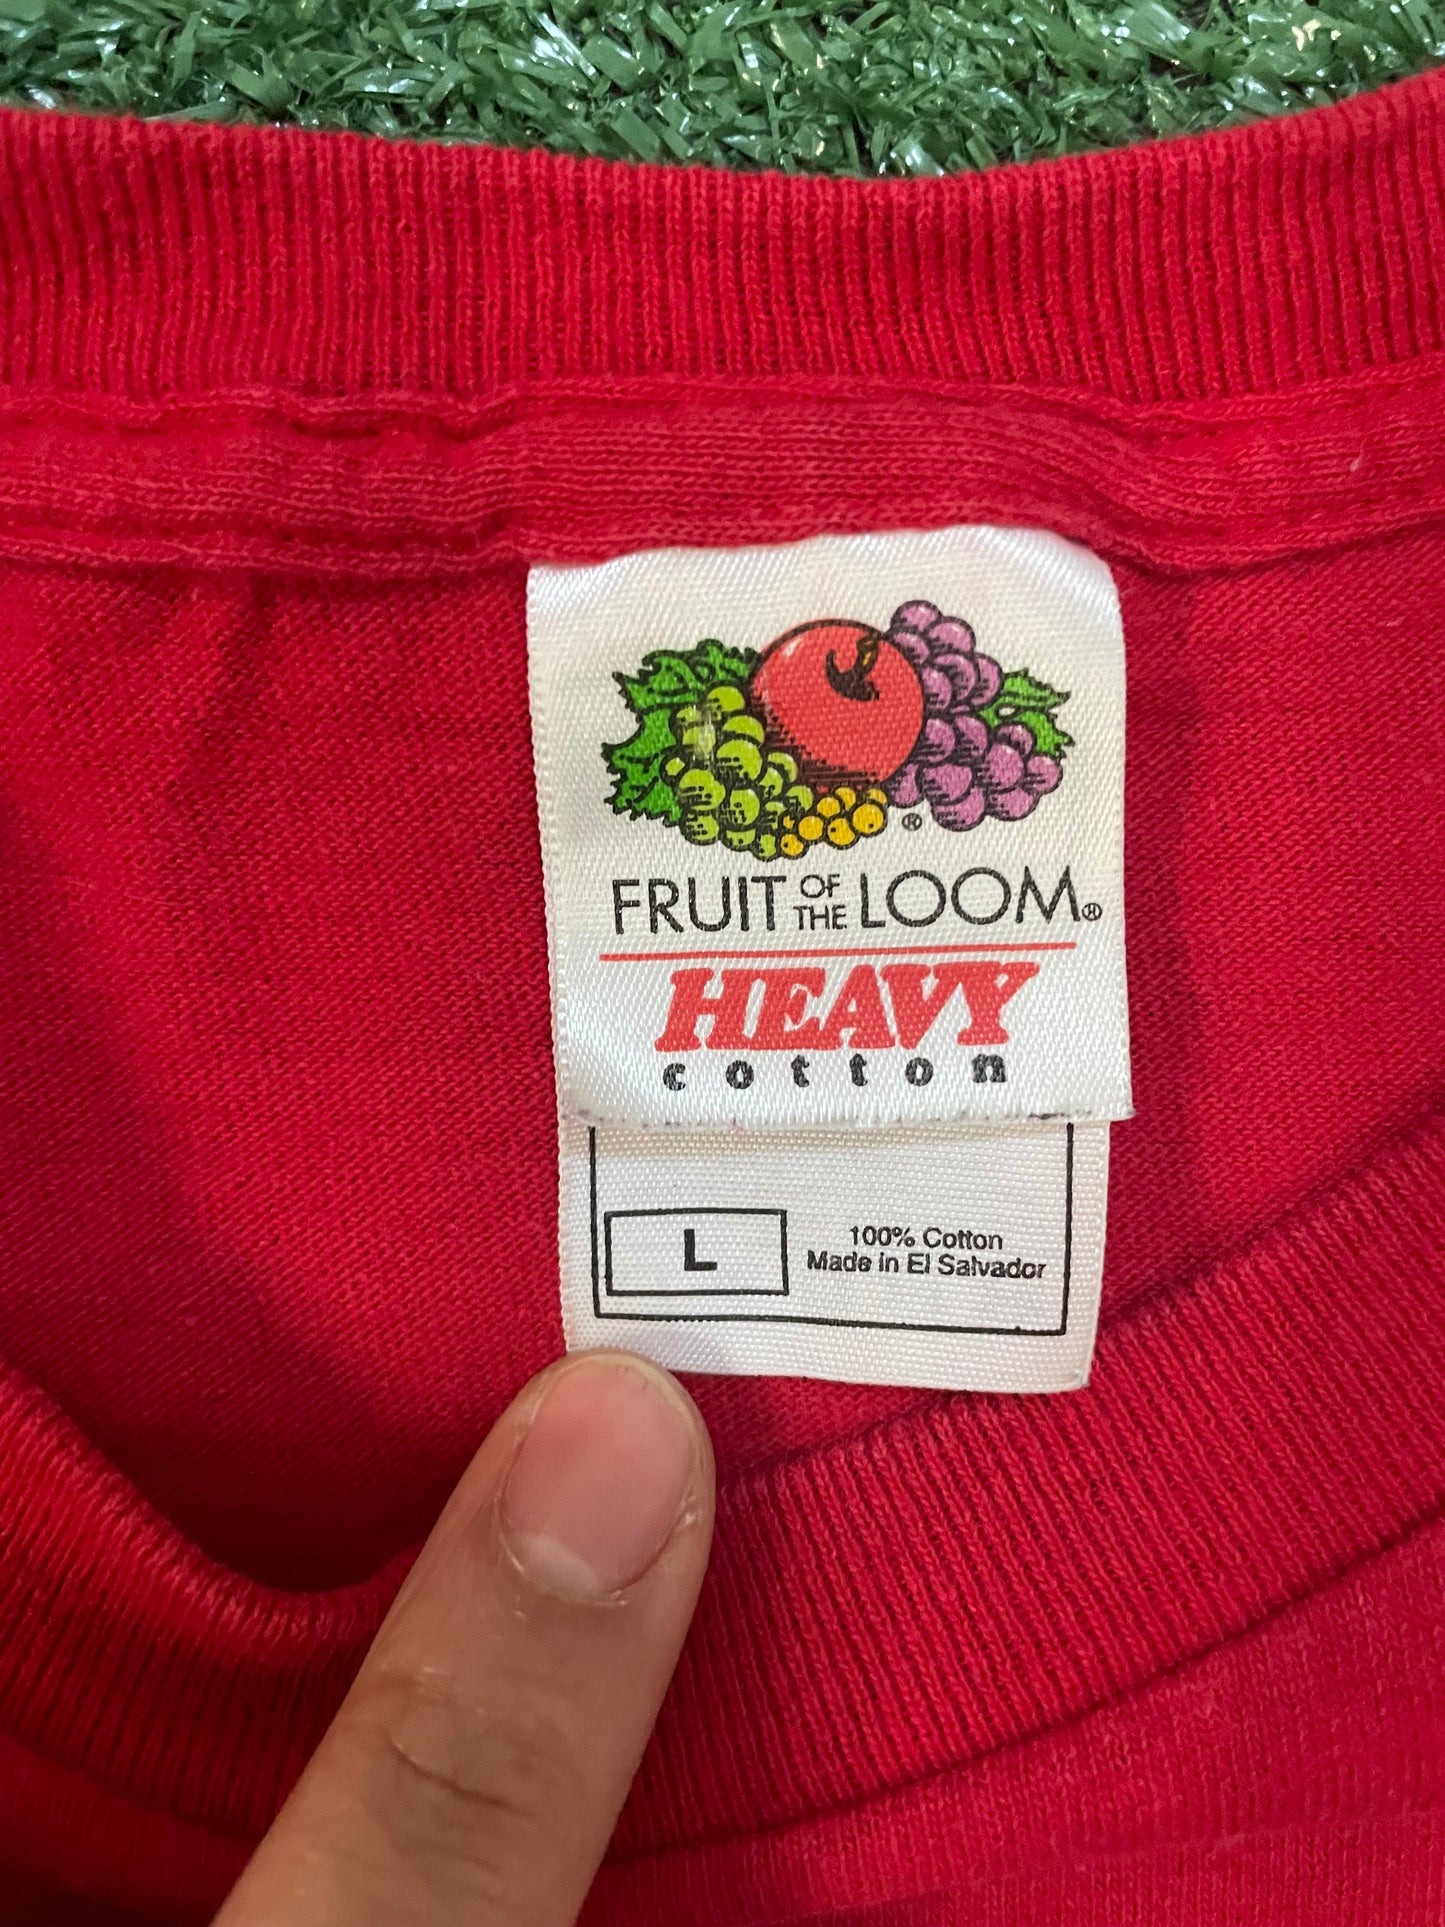 ®
FRUIT OF THE LOOM®
HEAVY
cotton
L
100% Cotton
Made in El Salvador